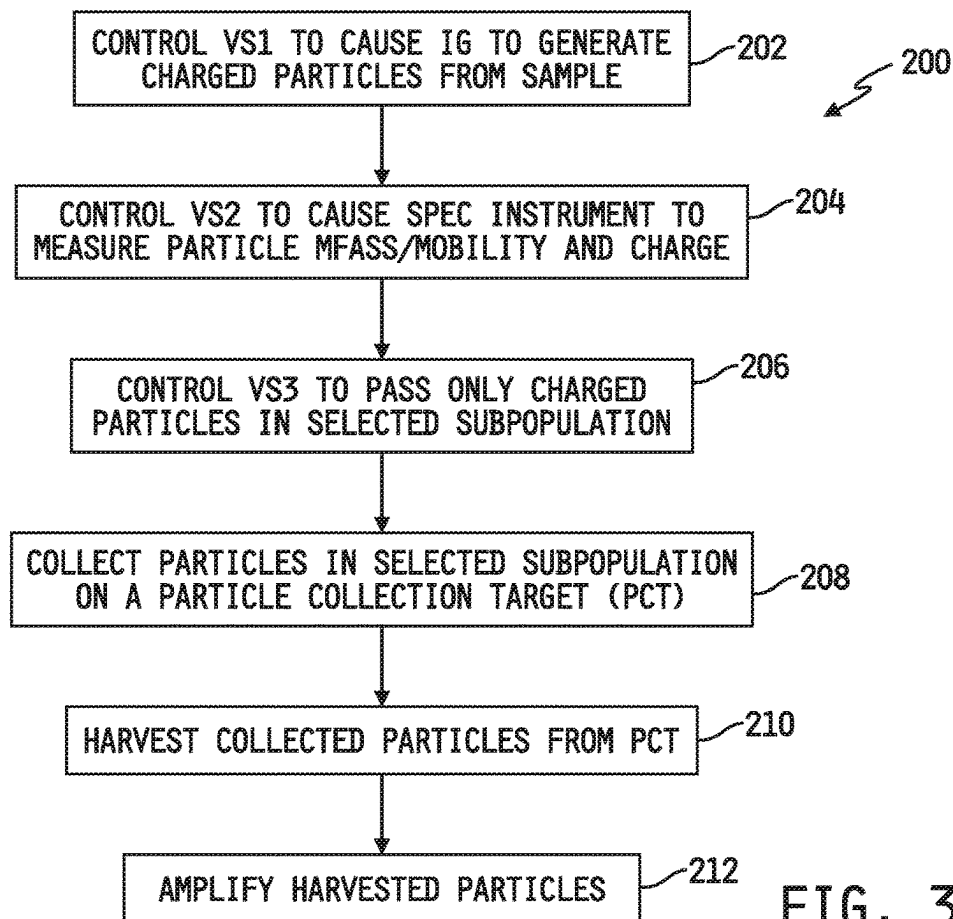 CONTROL VS1 TO CAUSE IG TO GENERATE
CHARGED PARTICLES FROM SAMPLE
202
200
CONTROL VS2 TO CAUSE SPEC INSTRUMENT TO
MEASURE PARTICLE MFASS/MOBILITY AND CHARGE
204
CONTROL VS3 TO PASS ONLY CHARGED
PARTICLES IN SELECTED SUBPOPULATION
206
COLLECT PARTICLES IN SELECTED SUBPOPULATION
ON A PARTICLE COLLECTION TARGET (PCT)
208
HARVEST COLLECTED PARTICLES FROM PCT
210
AMPLIFY HARVESTED PARTICLES
212
FIG. 3